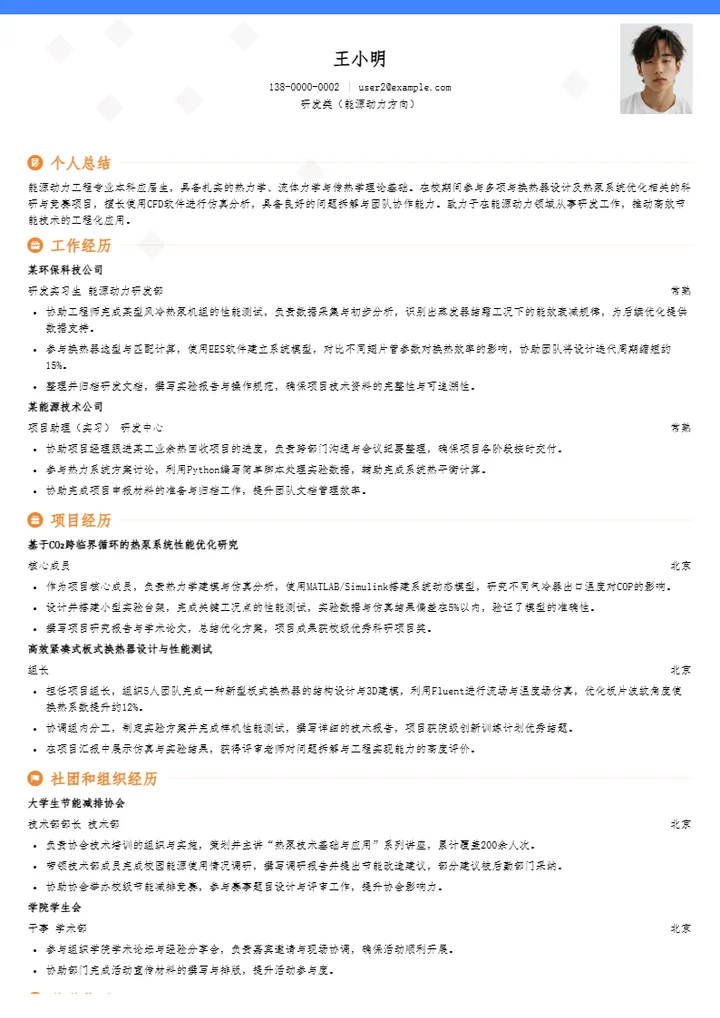 王小明
138-0000-0002 | user2@example.com
研发类（能源动力方向）
个人总结
能源动力工程专业本科应届生，具备扎实的热力学、流体力学与传热学理论基础。在校期间参与多项与换热器设计及热泵系统优化相关的科
研与竞赛项目，擅长使用CFD软件进行仿真分析，具备良好的问题拆解与团队协作能力。致力于在能源动力领域从事研发工作，推动高效节
能技术的工程化应用。
工作经历
某环保科技公司
研发实习生 能源动力研发部 常熟
• 协助工程师完成某型风冷热泵机组的性能测试，负责数据采集与初步分析，识别出蒸发器结霜工况下的能效衰减规律，为后续优化提供
数据支持。
• 参与换热器选型与匹配计算，使用EES软件建立系统模型，对比不同翅片管参数对换热效率的影响，协助团队将设计迭代周期缩短约
15%。
• 整理并归档研发文档，撰写实验报告与操作规范，确保项目技术资料的完整性与可追溯性。
某能源技术公司
项目助理（实习） 研发中心 常熟
• 协助项目经理跟进某工业余热回收项目的进度，负责跨部门沟通与会议纪要整理，确保项目各阶段按时交付。
• 参与热力系统方案讨论，利用Python编写简单脚本处理实验数据，辅助完成系统热平衡计算。
• 协助完成项目申报材料的准备与归档工作，提升团队文档管理效率。
项目经历
基于CO₂跨临界循环的热泵系统性能优化研究
核心成员 北京
• 作为项目核心成员，负责热力学建模与仿真分析，使用MATLAB/Simulink搭建系统动态模型，研究不同气冷器出口温度对COP的影响。
• 设计并搭建小型实验台架，完成关键工况点的性能测试，实验数据与仿真结果偏差在5%以内，验证了模型的准确性。
• 撰写项目研究报告与学术论文，总结优化方案，项目成果获校级优秀科研项目奖。
高效紧凑式板式换热器设计与性能测试
组长 北京
• 担任项目组长，组织5人团队完成一种新型板式换热器的结构设计与3D建模，利用Fluent进行流场与温度场仿真，优化板片波纹角度使
换热系数提升约12%。
• 协调组内分工，制定实验方案并完成样机性能测试，撰写详细的技术报告，项目获院级创新训练计划优秀结题。
• 在项目汇报中展示仿真与实验结果，获得评审老师对问题拆解与工程实现能力的高度评价。
社团和组织经历
大学生节能减排协会
技术部部长 技术部 北京
• 负责协会技术培训的组织与实施，策划并主讲“热泵技术基础与应用”系列讲座，累计覆盖200余人次。
• 带领技术部成员完成校园能源使用情况调研，撰写调研报告并提出节能改造建议，部分建议被后勤部门采纳。
• 协助协会举办校级节能减排竞赛，参与赛事题目设计与评审工作，提升协会影响力。
学院学生会
干事 学术部 北京
• 参与组织学院学术论坛与经验分享会，负责嘉宾邀请与现场协调，确保活动顺利开展。
• 协助部门完成活动宣传材料的撰写与排版，提升活动参与度。